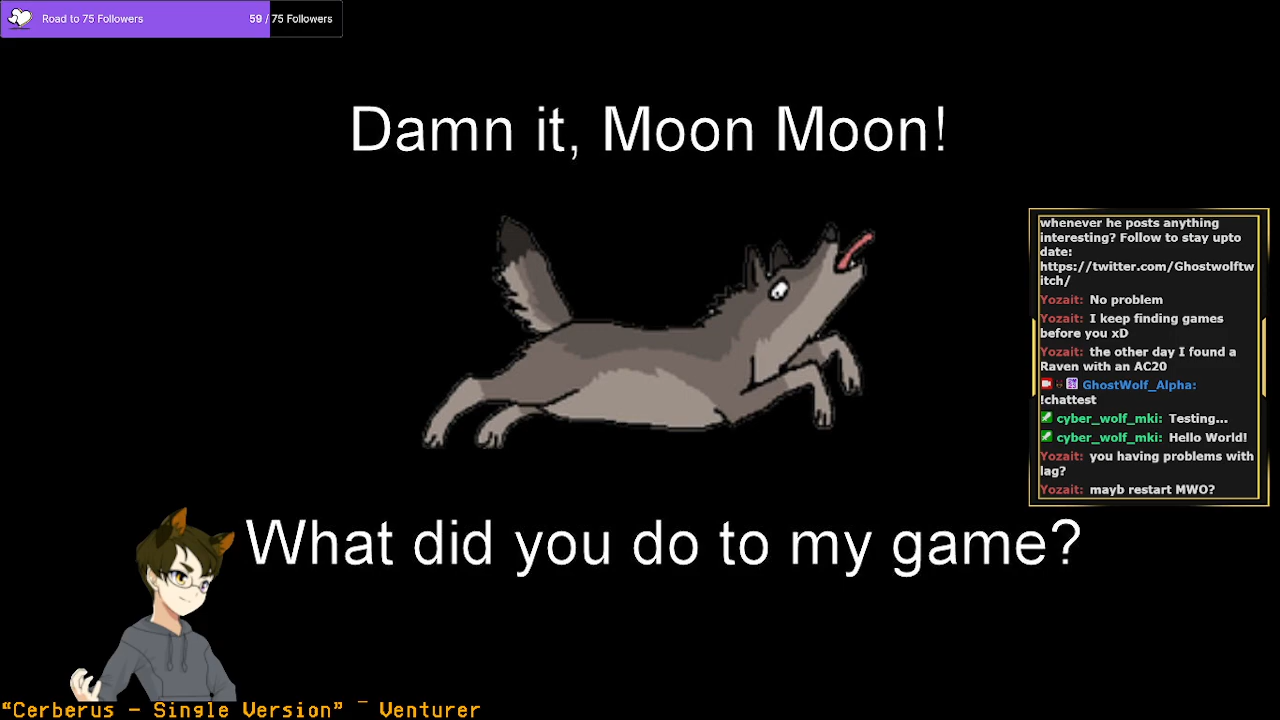 Road to 75 Followers 59 / 75 Followers
Damn it, Moon Moon!
whenever he posts anything
interesting? Follow to stay upto
date:
https://twitter.com/Ghostwolftw
itch/
Yozait: No problem
Yozait: I keep finding games
before you xD
Yozait: the other day I found a
Raven with an AC20
GhostWolf_Alpha:
!chattest
cyber_wolf_mki: Testing...
cyber_wolf_mki: Hello World!
Yozait: you having problems with
lag?
Yozait: mayb restart MWO?
What did you do to my game?
“Cerberus - Single Version” ~ Venturer